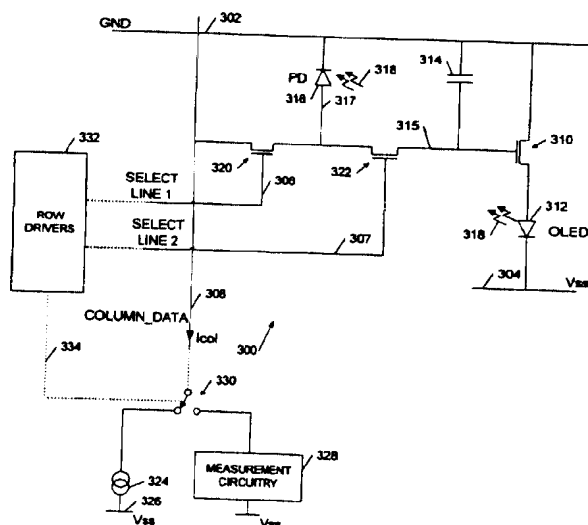 GND
302
PD
316
317
318
314
315
310
332
320
322
SELECT
LINE 1
306
ROW
DRIVERS
SELECT
LINE 2
307
312
318
OLED
308
304
Vss
COLUMN_DATA
Icol
300
334
330
324
MEASUREMENT
CIRCUITRY
328
326
Vss
Vss